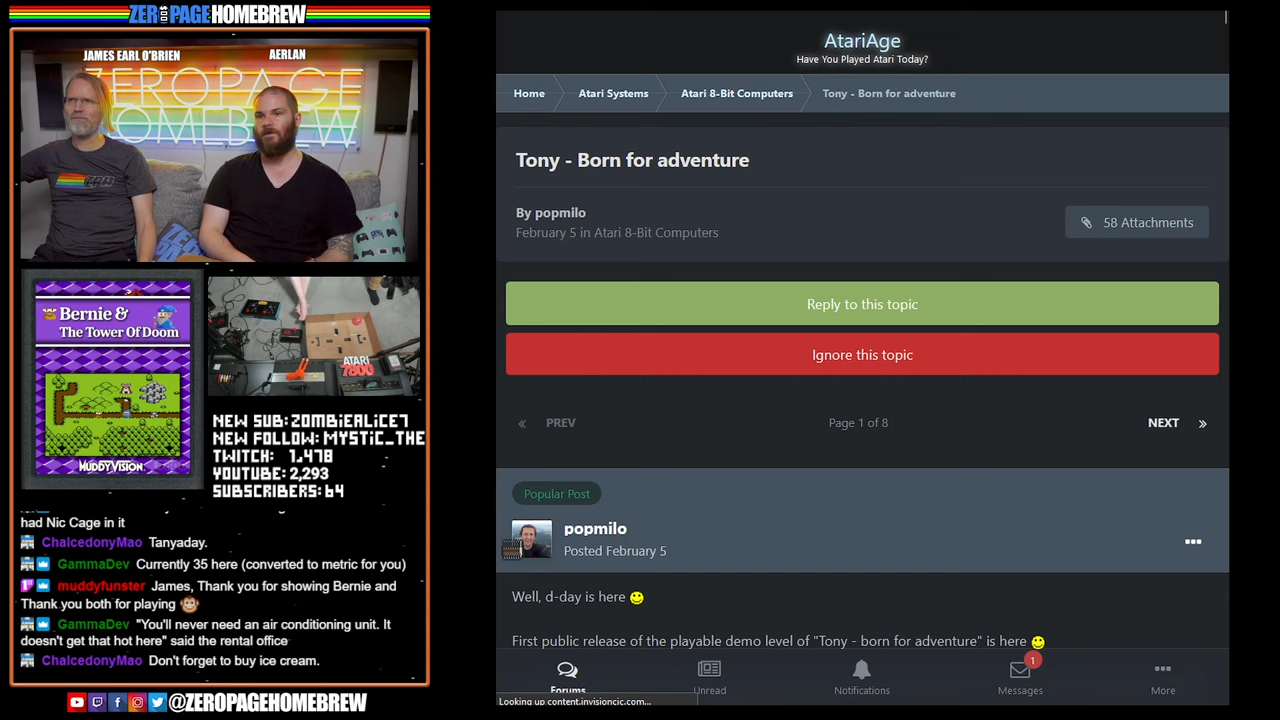 ZEROPAGEHOMEBREW
JAMES EARL O'BRIEN
AERLAN
ZEROPAGE
HOMEBREW
ZPH
Bernie &
The Tower Of Doom
MUDDYVISION
ATARI
7800
NEW SUB: ZOMBIEALICE7
NEW FOLLOW: MYSTIC_THE
TWITCH: 1,478
YOUTUBE: 2,293
SUBSCRIBERS: 64
had Nic Cage in it
ChalcedonyMao Tanyaday.
GammaDev Currently 35 here (converted to metric for you)
muddyfunster James, Thank you for showing Bernie and
Thank you both for playing
GammaDev "You'll never need an air conditioning unit. It
doesn't get that hot here" said the rental office
ChalcedonyMao Don't forget to buy ice cream.
@ZEROPAGEHOMEBREW
AtariAge
Have You Played Atari Today?
Home Atari Systems Atari 8-Bit Computers Tony - Born for adventure
Tony - Born for adventure
By popmilo
February 5 in Atari 8-Bit Computers
58 Attachments
Reply to this topic
Ignore this topic
« PREV Page 1 of 8 NEXT »
Popular Post
popmilo
Posted February 5
Well, d-day is here
First public release of the playable demo level of "Tony - born for adventure" is here
1
Forums Unread Notifications Messages More
Looking up content.invisioncic.com...